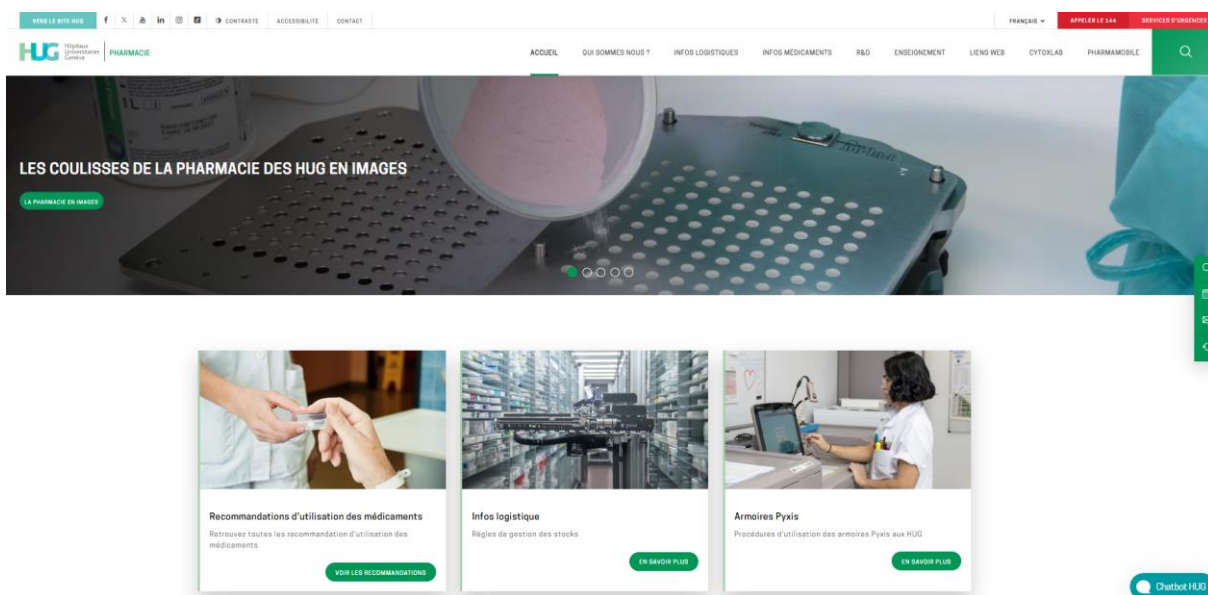 VERS LE SITE HUG
CONTRASTE
ACCESSIBILITÉ
CONTACT
FRANÇAIS
APPELER LE 144
SERVICES D'URGENCES
HUG
Hôpitaux
Universitaires
Genève
PHARMACIE
ACCUEIL
QUI SOMMES NOUS ?
INFOS LOGISTIQUES
INFOS MÉDICAMENTS
R&D
ENSEIGNEMENT
LIENS WEB
CYTOXLAB
PHARMAMOBILE
LES COULISSES DE LA PHARMACIE DES HUG EN IMAGES
LA PHARMACIE EN IMAGES
Recommandations d'utilisation des médicaments
Retrouvez toutes les recommandation d'utilisation des
médicaments
VOIR LES RECOMMANDATIONS
Infos logistique
Règles de gestion des stocks
EN SAVOIR PLUS
Armoires Pyxis
Procédures d'utilisation des armoires Pyxis aux HUG
EN SAVOIR PLUS
Chatbot HUG